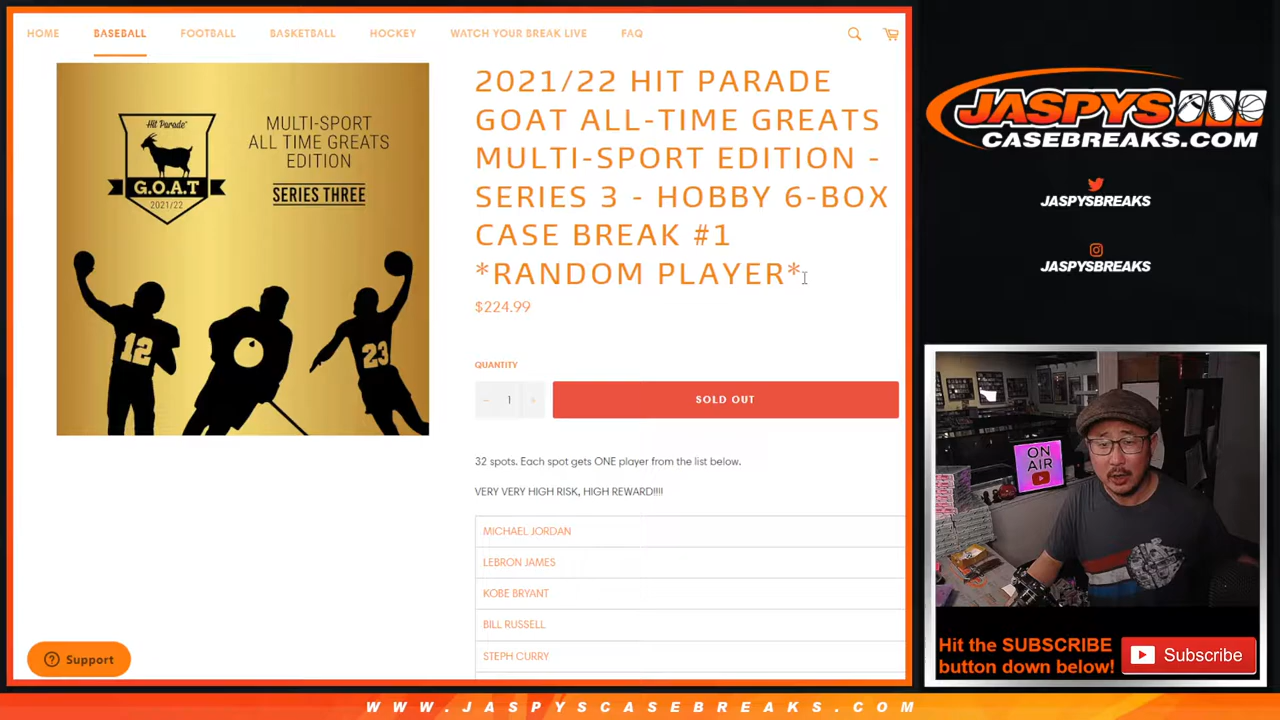 HOME BASEBALL FOOTBALL BASKETBALL HOCKEY WATCH YOUR BREAK LIVE FAQ
Hit Parade
G.O.A.T
2021/22
MULTI-SPORT
ALL TIME GREATS
EDITION
SERIES THREE
12
23
2021/22 HIT PARADE
GOAT ALL-TIME GREATS
MULTI-SPORT EDITION -
SERIES 3 - HOBBY 6-BOX
CASE BREAK #1
*RANDOM PLAYER*
$224.99
QUANTITY
− 1 +
SOLD OUT
32 spots. Each spot gets ONE player from the list below.
VERY VERY HIGH RISK, HIGH REWARD!!!!
MICHAEL JORDAN
LEBRON JAMES
KOBE BRYANT
BILL RUSSELL
STEPH CURRY
Support
JASPYS
CASEBREAKS.COM
JASPYSBREAKS
JASPYSBREAKS
ON
AIR
Hit the SUBSCRIBE
button down below!
Subscribe
WWW.JASPYSCASEBREAKS.COM